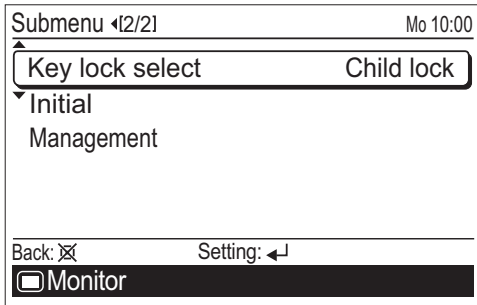 Submenu [2/2] Mo 10:00
Key lock select Child lock
Initial
Management
Back: Setting:
Monitor